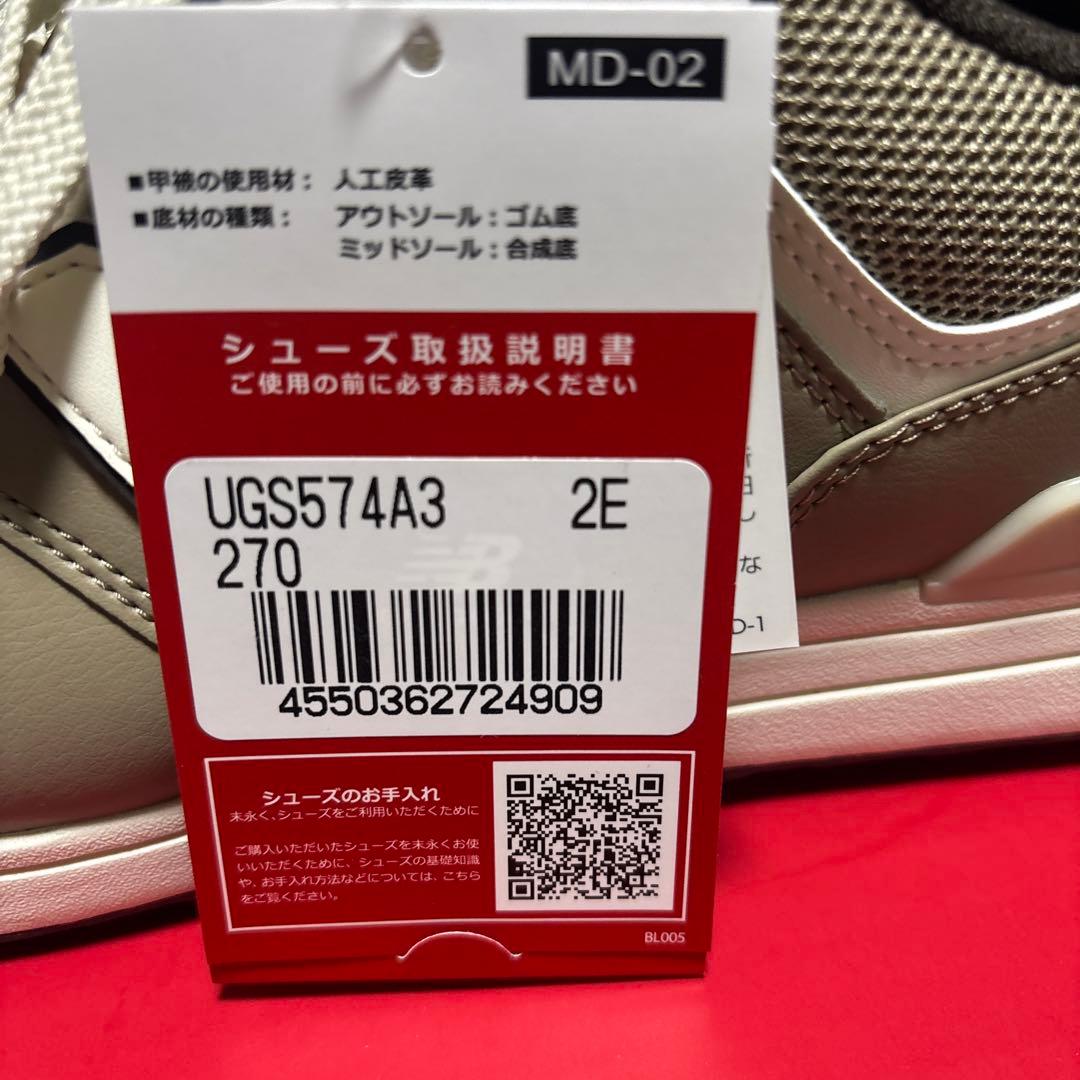 MD-02
■甲被の使用材： 人工皮革
■底材の種類： アウトソール：ゴム底
ミッドソール：合成底
シューズ取扱説明書
ご使用の前に必ずお読みください
UGS574A3 2E
270
NB
4550362724909
シューズのお手入れ
末永く、シューズをご利用いただくために
ご購入いただいたシューズを末永くお使
いいただくために、シューズの基礎知識
や、お手入れ方法などについては、こちら
をご覧ください。
BL005
し
な
D-1